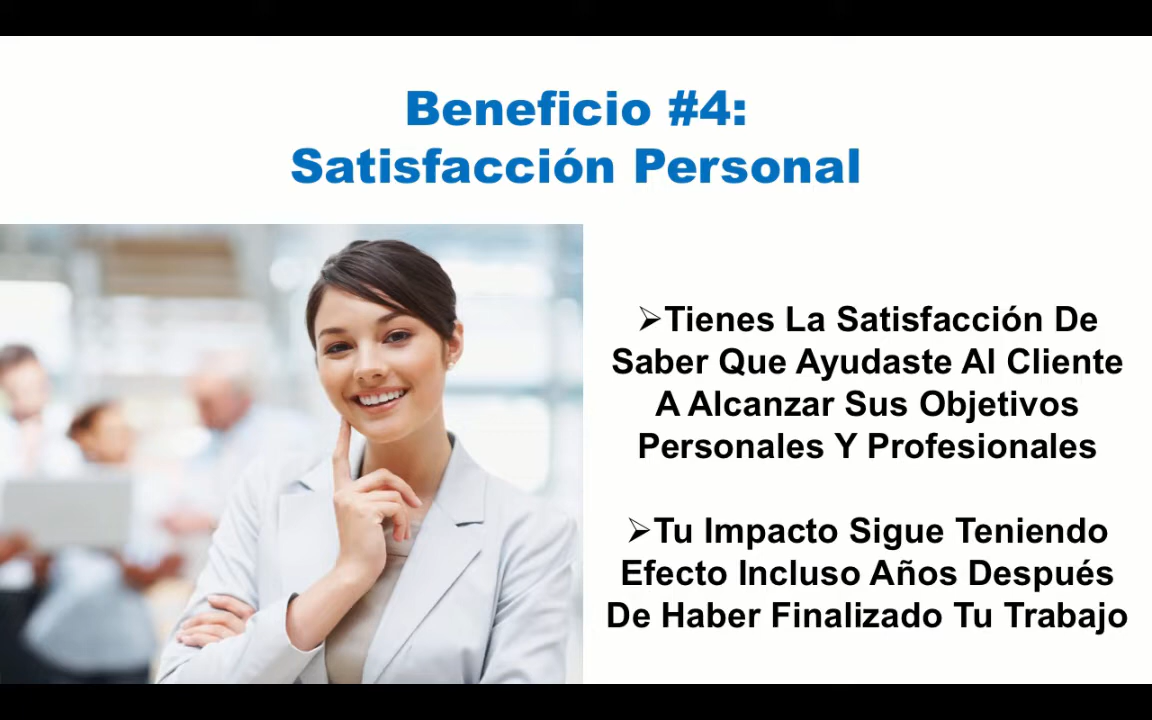 Beneficio #4:
Satisfacción Personal
➢Tienes La Satisfacción De
Saber Que Ayudaste Al Cliente
A Alcanzar Sus Objetivos
Personales Y Profesionales
➢Tu Impacto Sigue Teniendo
Efecto Incluso Años Después
De Haber Finalizado Tu Trabajo